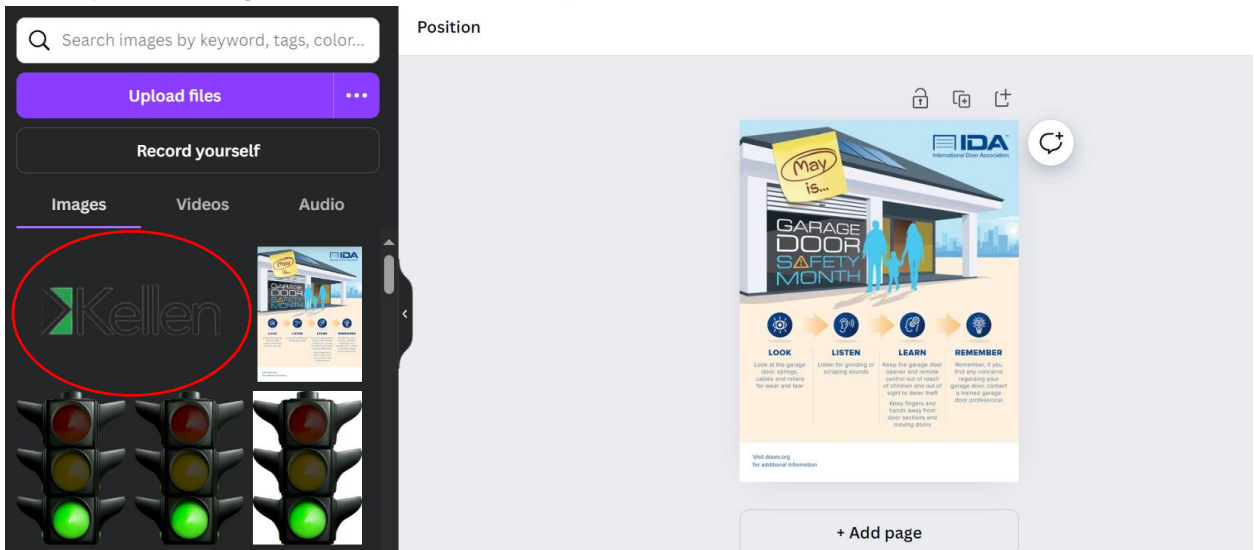 Search images by keyword, tags, color...
Upload files
Record yourself
Images
Videos
Audio
Kelllen
Position
May
is...
IDA
International Door Association
GARAGE
DOOR
SAFETY
MONTH
LOOK
Look at the garage
door, springs,
cables and rollers
for wear and tear
LISTEN
Listen for grinding or
scraping sounds
LEARN
Keep the garage door
opener and remote
control out of reach
of children and out of
sight to deter theft
Keep fingers and
hands away from
door sections and
moving doors
REMEMBER
Remember, if you
find any concerns
regarding your
garage door, contact
a trained garage
door professional
Visit doors.org
for additional information
+ Add page